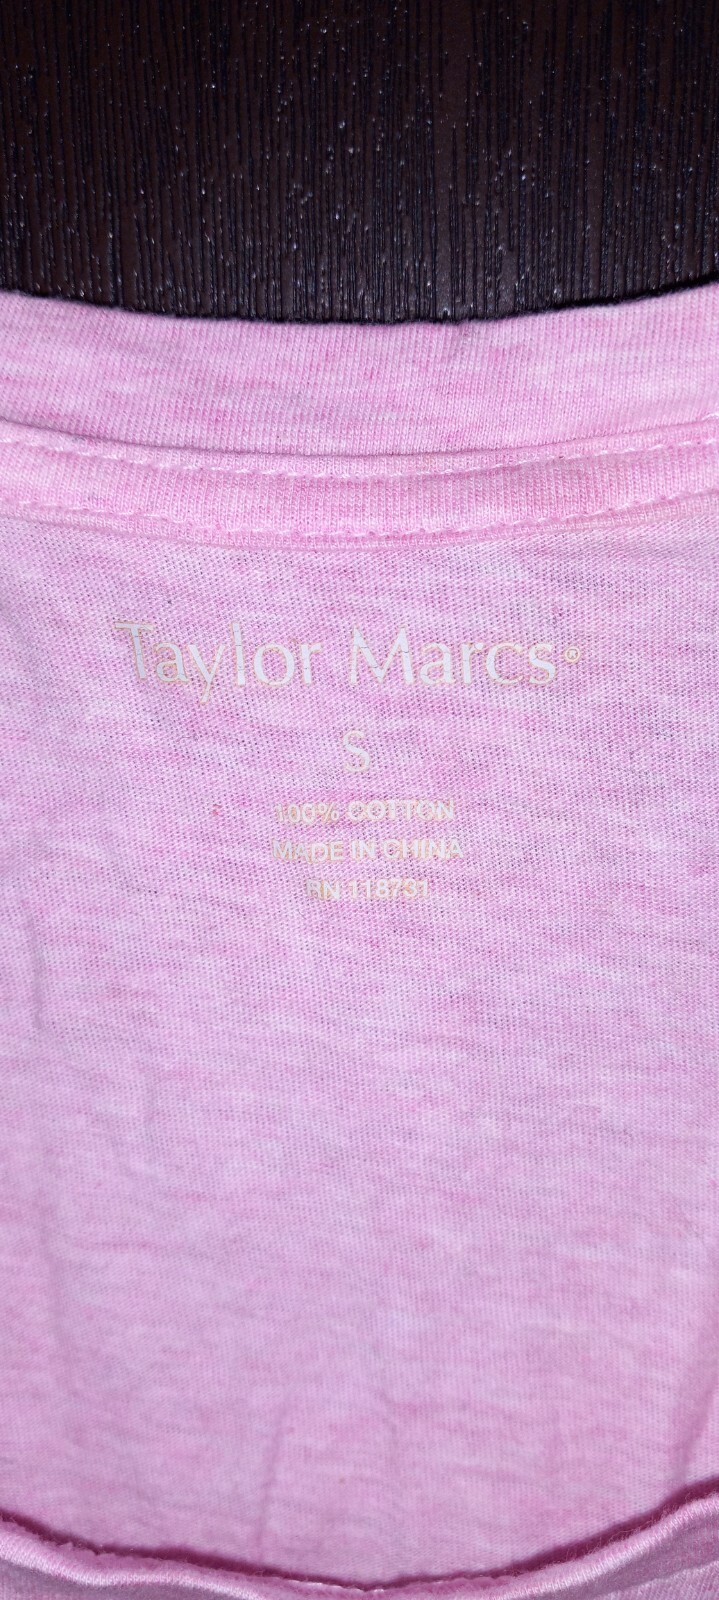 Taylor Marcs®
S
100% COTTON
MADE IN CHINA
RN 118731